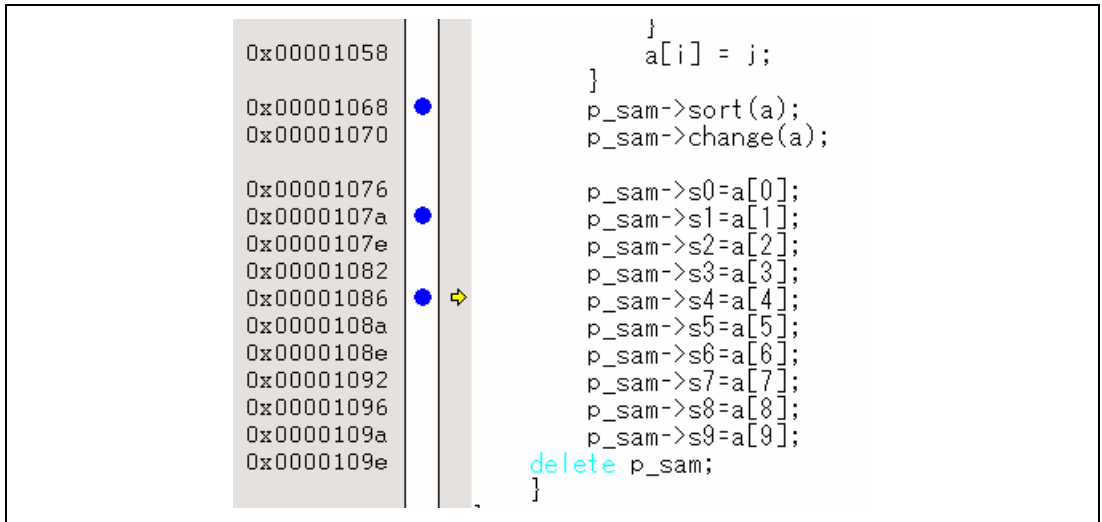 }
0x00001058 a[i] = j;
}
0x00001068 p_sam->sort(a);
0x00001070 p_sam->change(a);
0x00001076 p_sam->s0=a[0];
0x0000107a p_sam->s1=a[1];
0x0000107e p_sam->s2=a[2];
0x00001082 p_sam->s3=a[3];
0x00001086 p_sam->s4=a[4];
0x0000108a p_sam->s5=a[5];
0x0000108e p_sam->s6=a[6];
0x00001092 p_sam->s7=a[7];
0x00001096 p_sam->s8=a[8];
0x0000109a p_sam->s9=a[9];
0x0000109e delete p_sam;
}